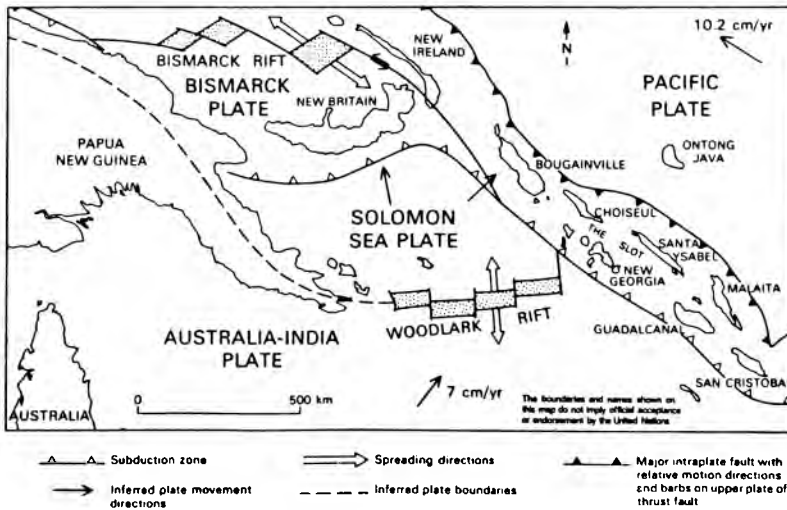 10.2 cm/yr
NEW
IRELAND
N
BISMARCK RIFT
BISMARCK
PLATE
NEW BRITAIN
PACIFIC
PLATE
PAPUA
NEW GUINEA
ONTONG
JAVA
BOUGAINVILLE
CHOISEUL
SOLOMON
SEA PLATE
THE SLOT
SANTA
YSABEL
NEW
GEORGIA
MALAITA
WOODLARK RIFT
GUADALCANAL
AUSTRALIA-INDIA
PLATE
SAN CRISTOBAL
7 cm/yr
0 500 km
The boundaries and names shown on
this map do not imply official acceptance
or endorsement by the United Nations
AUSTRALIA
Subduction zone
Spreading directions
Major intraplate fault with
relative motion directions
and barbs on upper plate of
thrust fault
Inferred plate movement
directions
Inferred plate boundaries